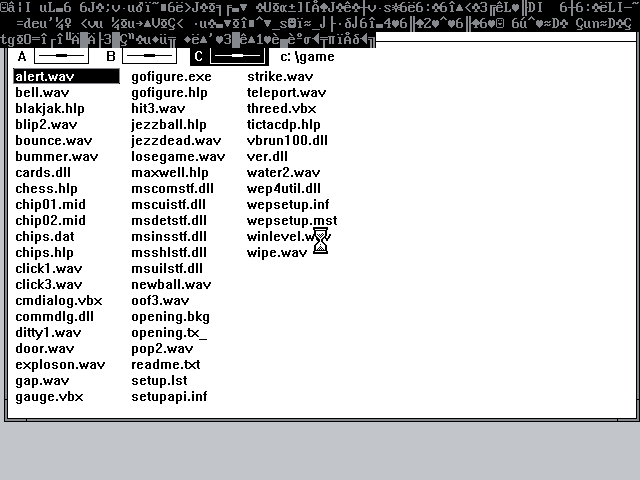 A B C c:\game
alert.wav gofigure.exe strike.wav
bell.wav gofigure.hlp teleport.wav
blakjak.hlp hit3.wav threed.vbx
blip2.wav jezzball.hlp tictacdp.hlp
bounce.wav jezzdead.wav vbrun100.dll
bummer.wav losegame.wav ver.dll
cards.dll maxwell.hlp water2.wav
chess.hlp mscomstf.dll wep4util.dll
chip01.mid mscuistf.dll wepsetup.inf
chip02.mid msdetstf.dll wepsetup.mst
chips.dat msinsstf.dll winlevel.wav
chips.hlp msshlstf.dll wipe.wav
click1.wav msuilstf.dll
click3.wav newball.wav
cmdialog.vbx oof3.wav
commdlg.dll opening.bkg
ditty1.wav opening.tx_
door.wav pop2.wav
exploson.wav readme.txt
gap.wav setup.lst
gauge.vbx setupapi.inf